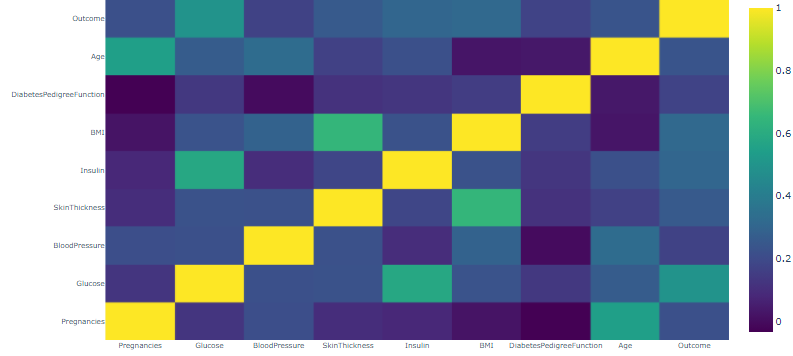 Outcome
Age
DiabetesPedigreeFunction
BMI
Insulin
SkinThickness
BloodPressure
Glucose
Pregnancies
Pregnancies Glucose BloodPressure SkinThickness Insulin BMI DiabetesPedigreeFunction Age Outcome
1
0.8
0.6
0.4
0.2
0